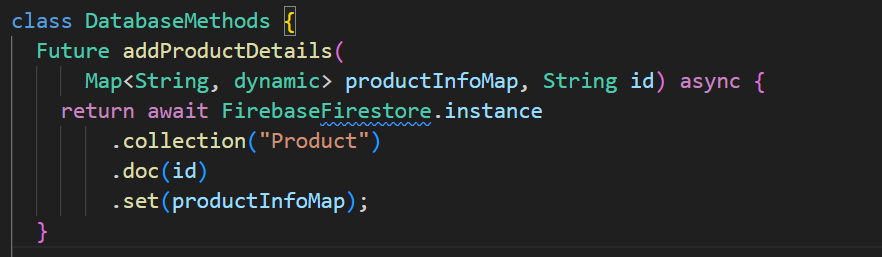 class DatabaseMethods {
  Future addProductDetails(
      Map<String, dynamic> productInfoMap, String id) async {
    return await FirebaseFirestore.instance
        .collection("Product")
        .doc(id)
        .set(productInfoMap);
  }